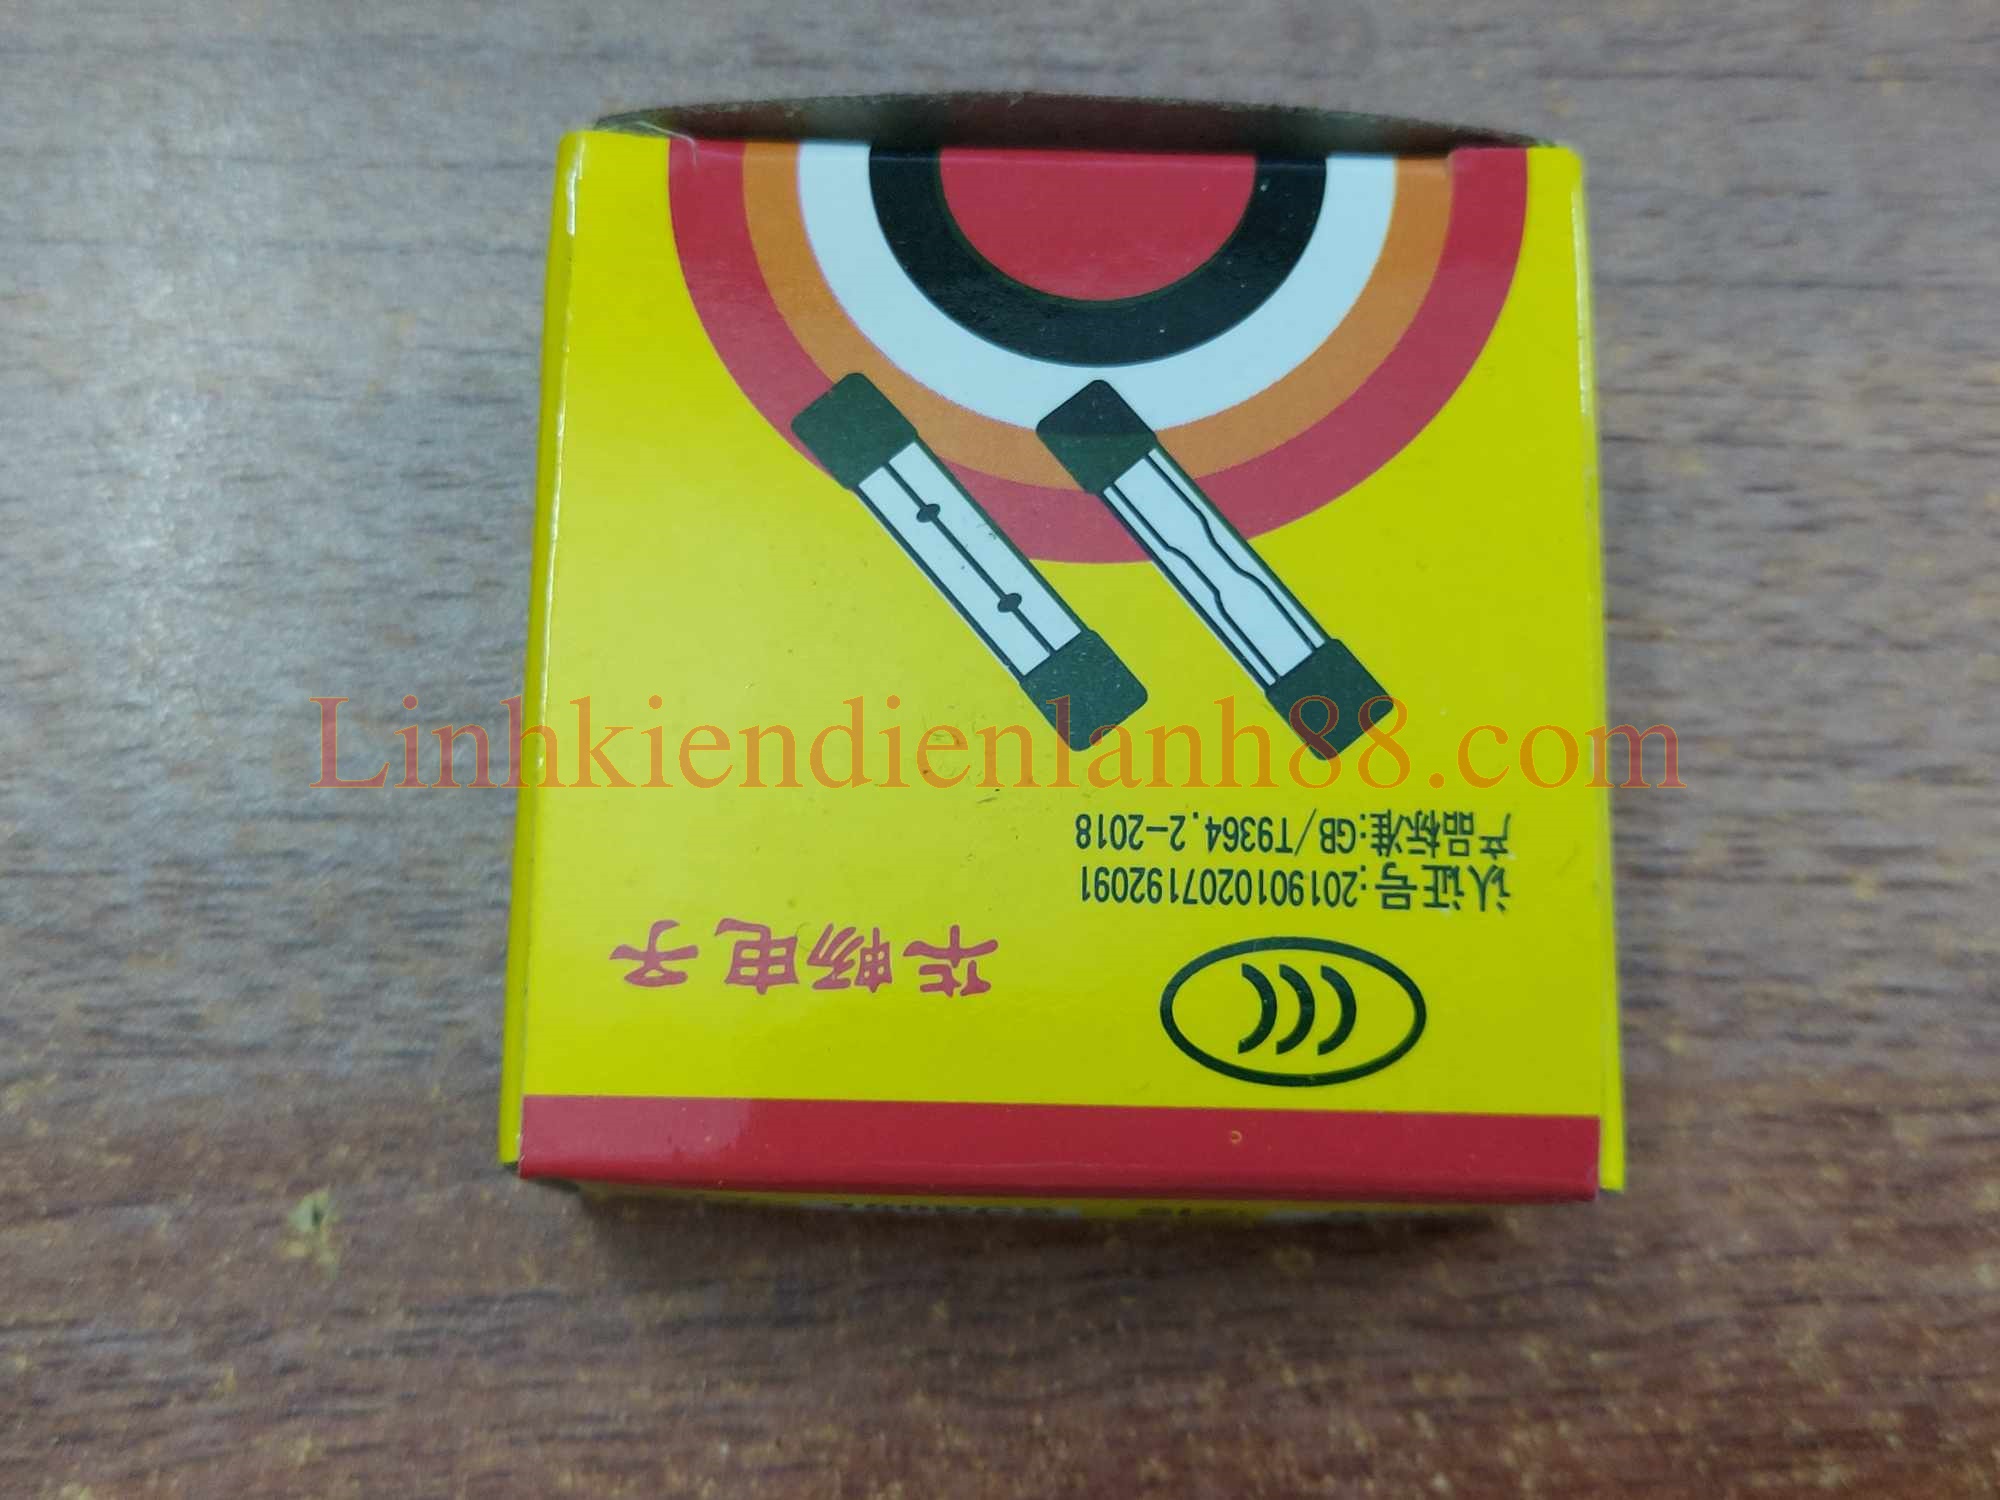 华畅电子
认证号:2019010207192091
产品标准:GB/T9364.2-2018
Linhkiendienlanh88.com